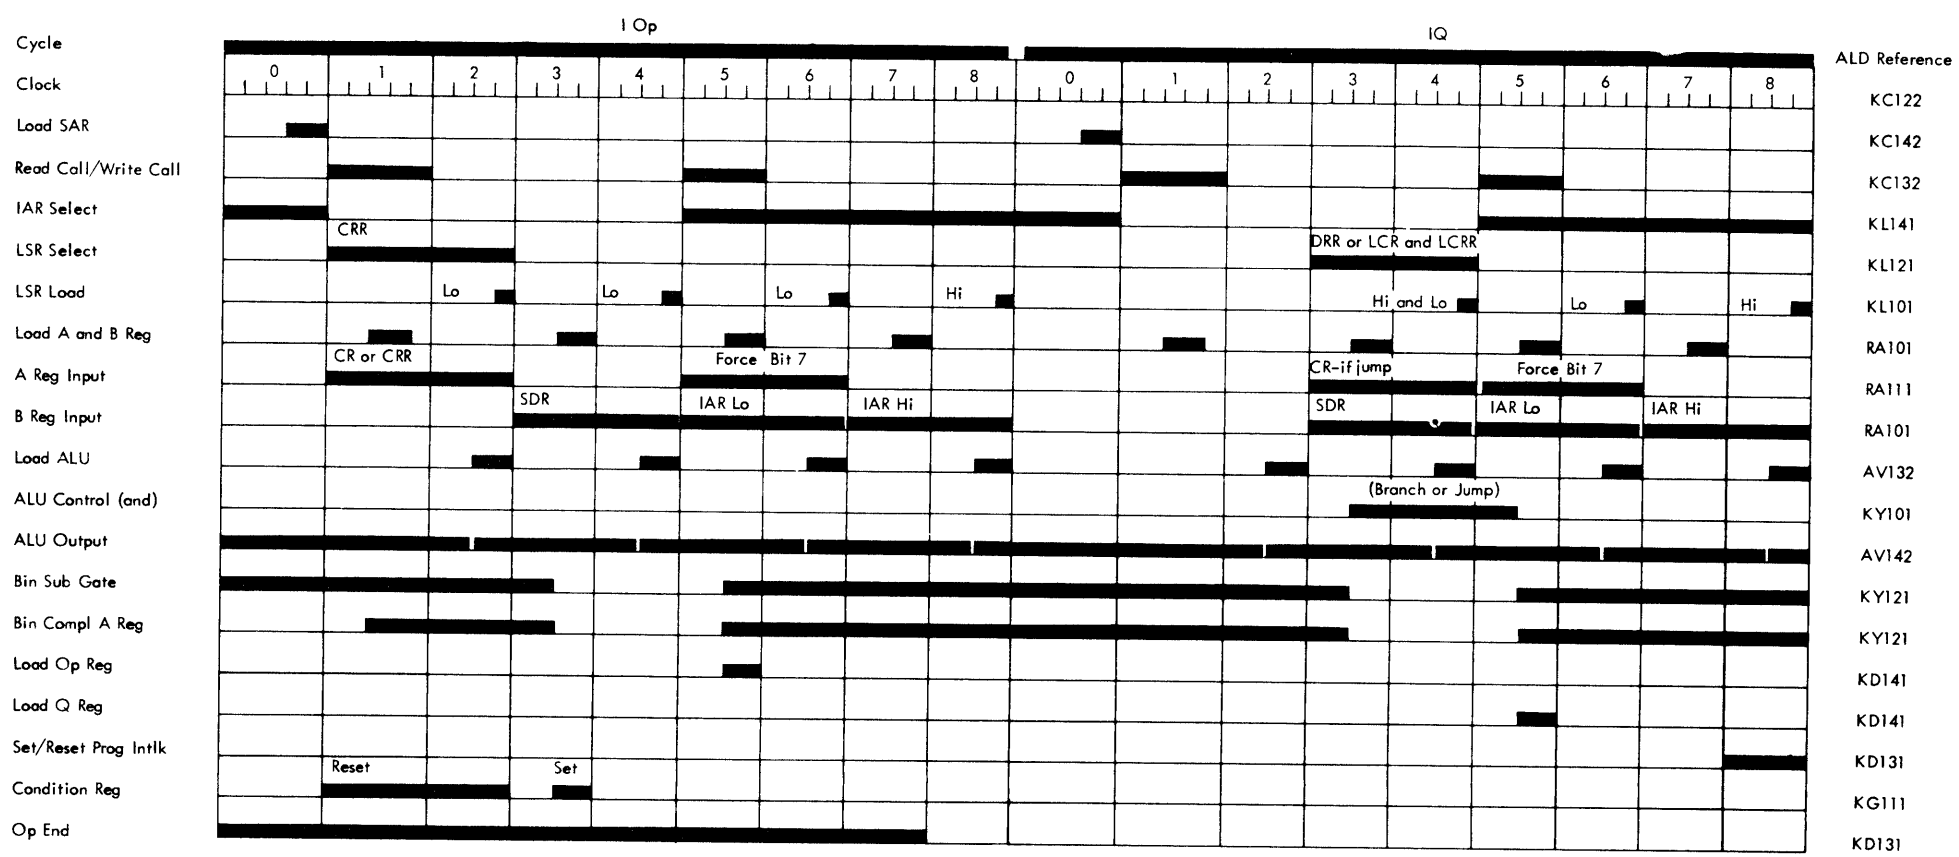 I Op IQ
Cycle ALD Reference
Clock 0 1 2 3 4 5 6 7 8 0 1 2 3 4 5 6 7 8 KC122
Load SAR KC142
Read Call/Write Call KC132
IAR Select KL141
CRR DRR or LCR and LCRR
LSR Select KL121
LSR Load Lo Lo Lo Hi Hi and Lo Lo Hi KL101
Load A and B Reg RA101
CR or CRR Force Bit 7 CR-if jump Force Bit 7
A Reg Input RA111
SDR IAR Lo IAR Hi SDR IAR Lo IAR Hi
B Reg Input RA101
Load ALU AV132
(Branch or Jump)
ALU Control (and) KY101
ALU Output AV142
Bin Sub Gate KY121
Bin Compl A Reg KY121
Load Op Reg KD141
Load Q Reg KD141
Set/Reset Prog Intlk KD131
Reset Set
Condition Reg KG111
Op End KD131